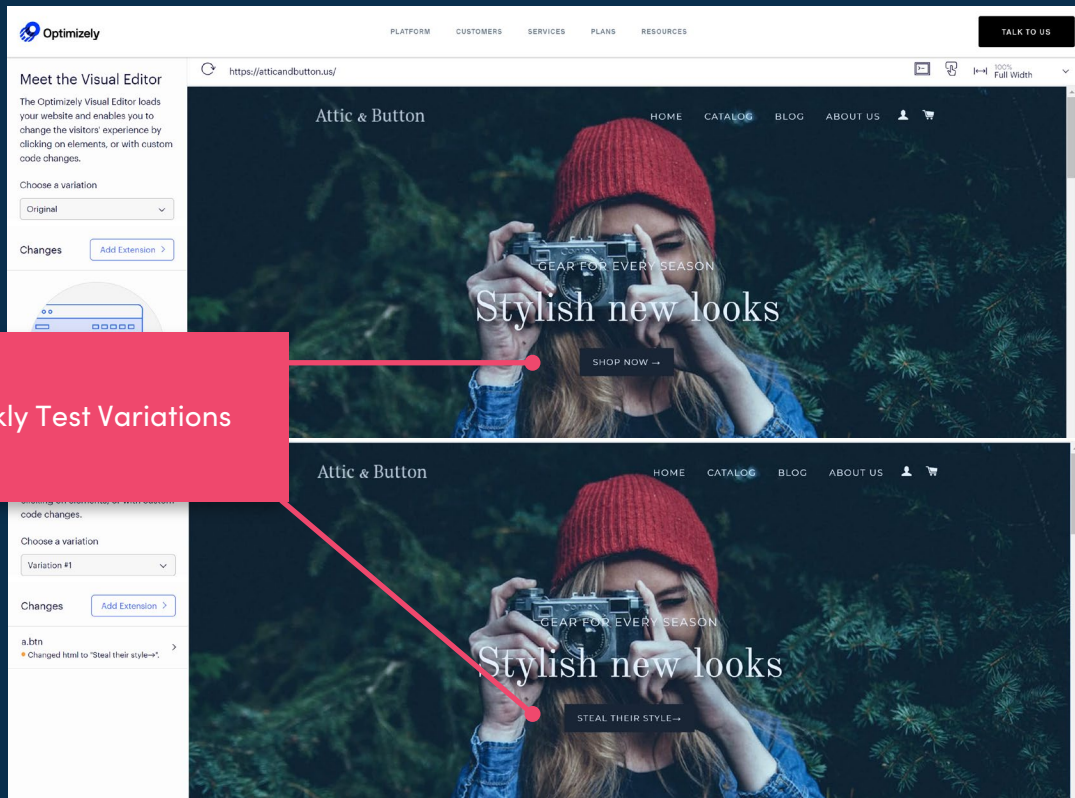 Optimizely
PLATFORM
CUSTOMERS
SERVICES
PLANS
RESOURCES
TALK TO US
Meet the Visual Editor
The Optimizely Visual Editor loads
your website and enables you to
change the visitors' experience by
clicking on elements, or with custom
code changes.
Choose a variation
Original
Changes
Add Extension >
https://atticandbutton.us/
100%
Full Width
Attic & Button
HOME
CATALOG
BLOG
ABOUT US
GEAR FOR EVERY SEASON
Stylish new looks
SHOP NOW →
Test Variations
code changes.
Choose a variation
Variation #1
Changes
Add Extension >
a.btn
Changed html to "Steal their style→".
Attic & Button
HOME
CATALOG
BLOG
ABOUT US
GEAR FOR EVERY SEASON
Stylish new looks
STEAL THEIR STYLE→